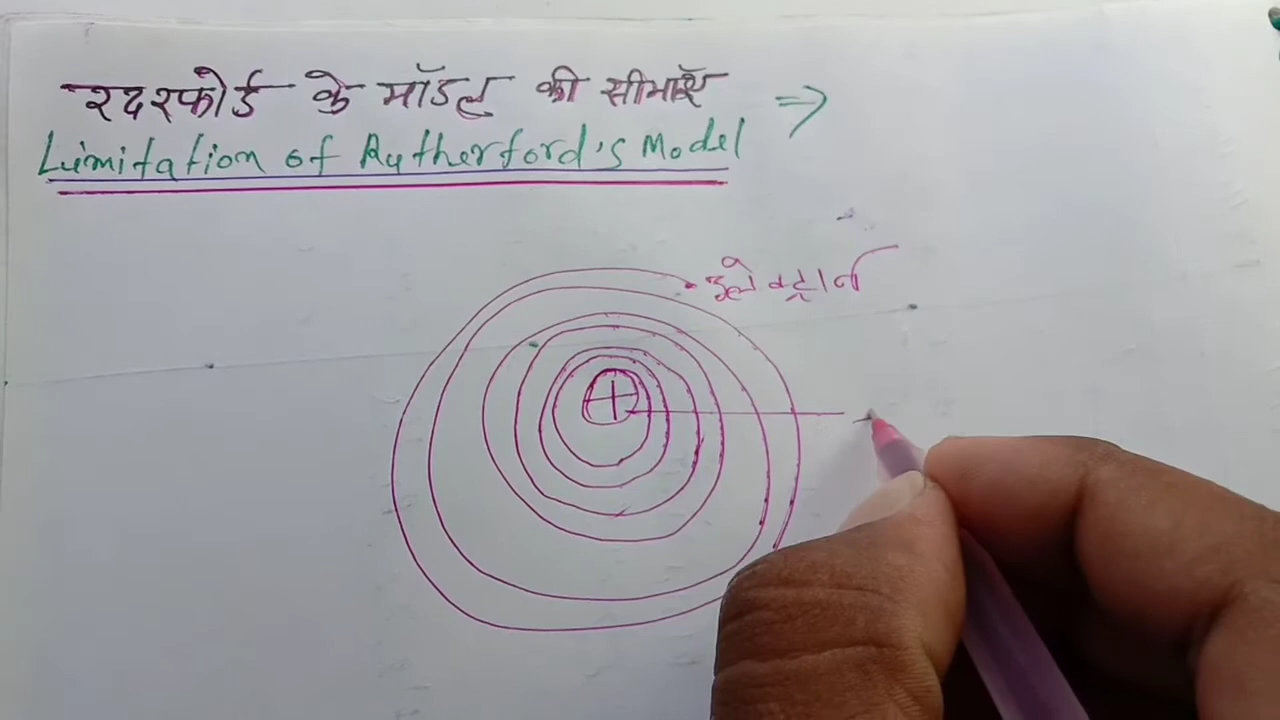 रदरफोर्ड के मॉडल की सीमाएँ ⇒
Limitation of Rutherford's Model
इलेक्ट्रान
+